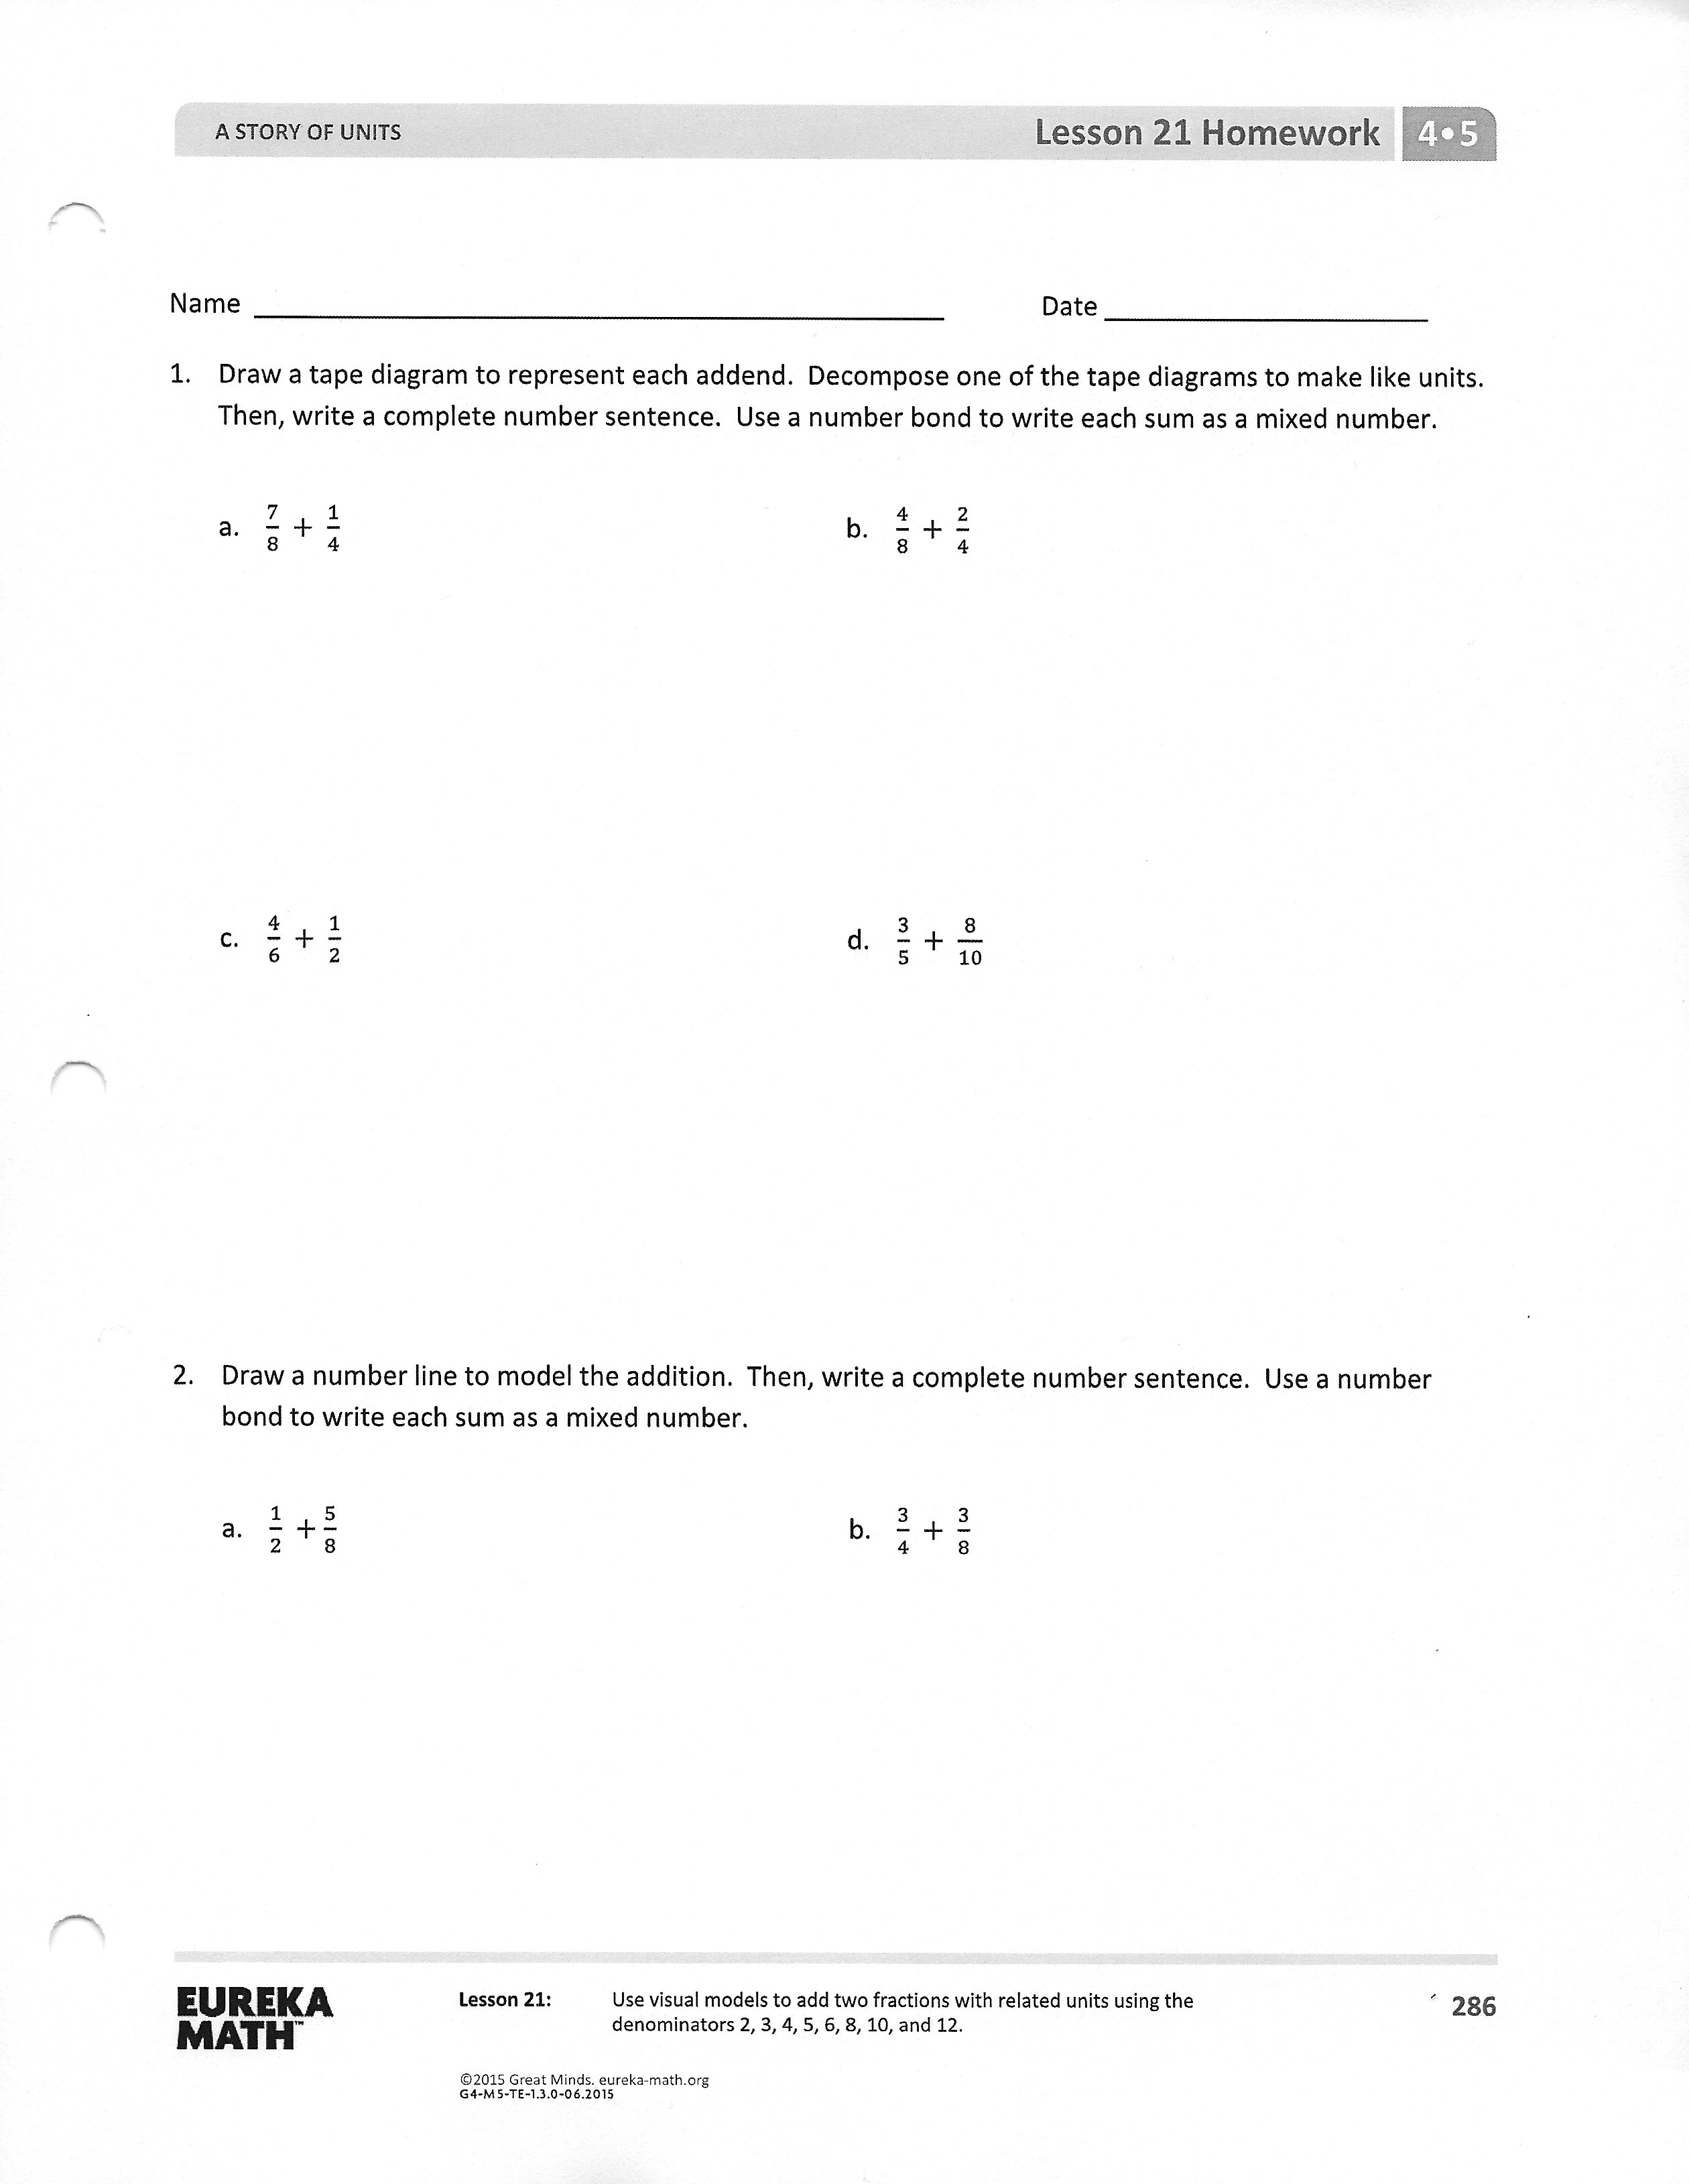 A STORY OF UNITS Lesson 21 Homework 4•5
Name Date
1. Draw a tape diagram to represent each addend. Decompose one of the tape diagrams to make like units.
Then, write a complete number sentence. Use a number bond to write each sum as a mixed number.
a. 7/8 + 1/4 b. 4/8 + 2/4
c. 4/6 + 1/2 d. 3/5 + 8/10
2. Draw a number line to model the addition. Then, write a complete number sentence. Use a number
bond to write each sum as a mixed number.
a. 1/2 + 5/8 b. 3/4 + 3/8
EUREKA
MATH™
Lesson 21: Use visual models to add two fractions with related units using the
denominators 2, 3, 4, 5, 6, 8, 10, and 12.
286
©2015 Great Minds. eureka-math.org
G4-M5-TE-1.3.0-06.2015